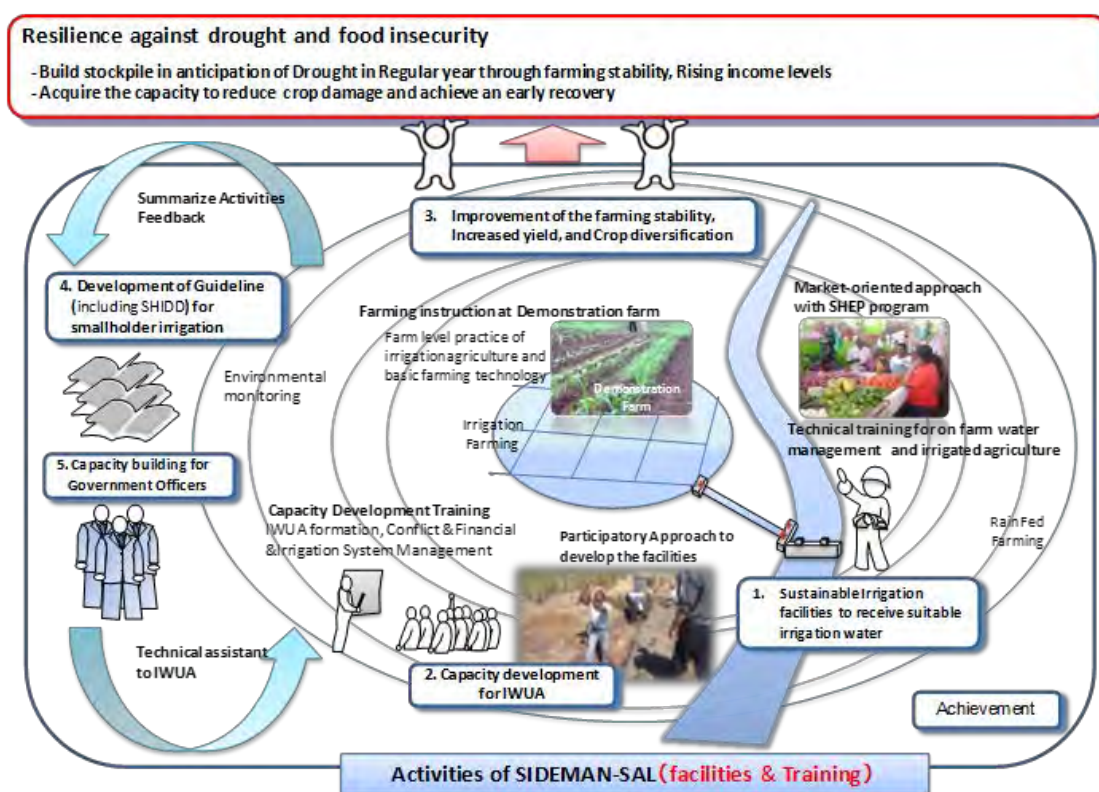 Resilience against drought and food insecurity
- Build stockpile in anticipation of Drought in Regular year through farming stability, Rising income levels
- Acquire the capacity to reduce crop damage and achieve an early recovery
Summarize Activities
Feedback
3. Improvement of the farming stability,
Increased yield, and Crop diversification
4. Development of Guideline
(including SHIDD) for
smallholder irrigation
Farming instruction at Demonstration farm
Farm level practice of
irrigation agriculture and
basic farming technology
Demonstration
Farm
Market-oriented approach
with SHEP program
Environmental
monitoring
Irrigation
Farming
Technical training for on farm water
management and irrigated agriculture
5. Capacity building for
Government Officers
Capacity Development Training
IWUA formation, Conflict & Financial
& Irrigation System Management
Participatory Approach to
develop the facilities
Rain Fed
Farming
1. Sustainable Irrigation
facilities to receive suitable
irrigation water
Technical assistant
to IWUA
2. Capacity development
for IWUA
Achievement
Activities of SIDEMAN-SAL(facilities & Training)